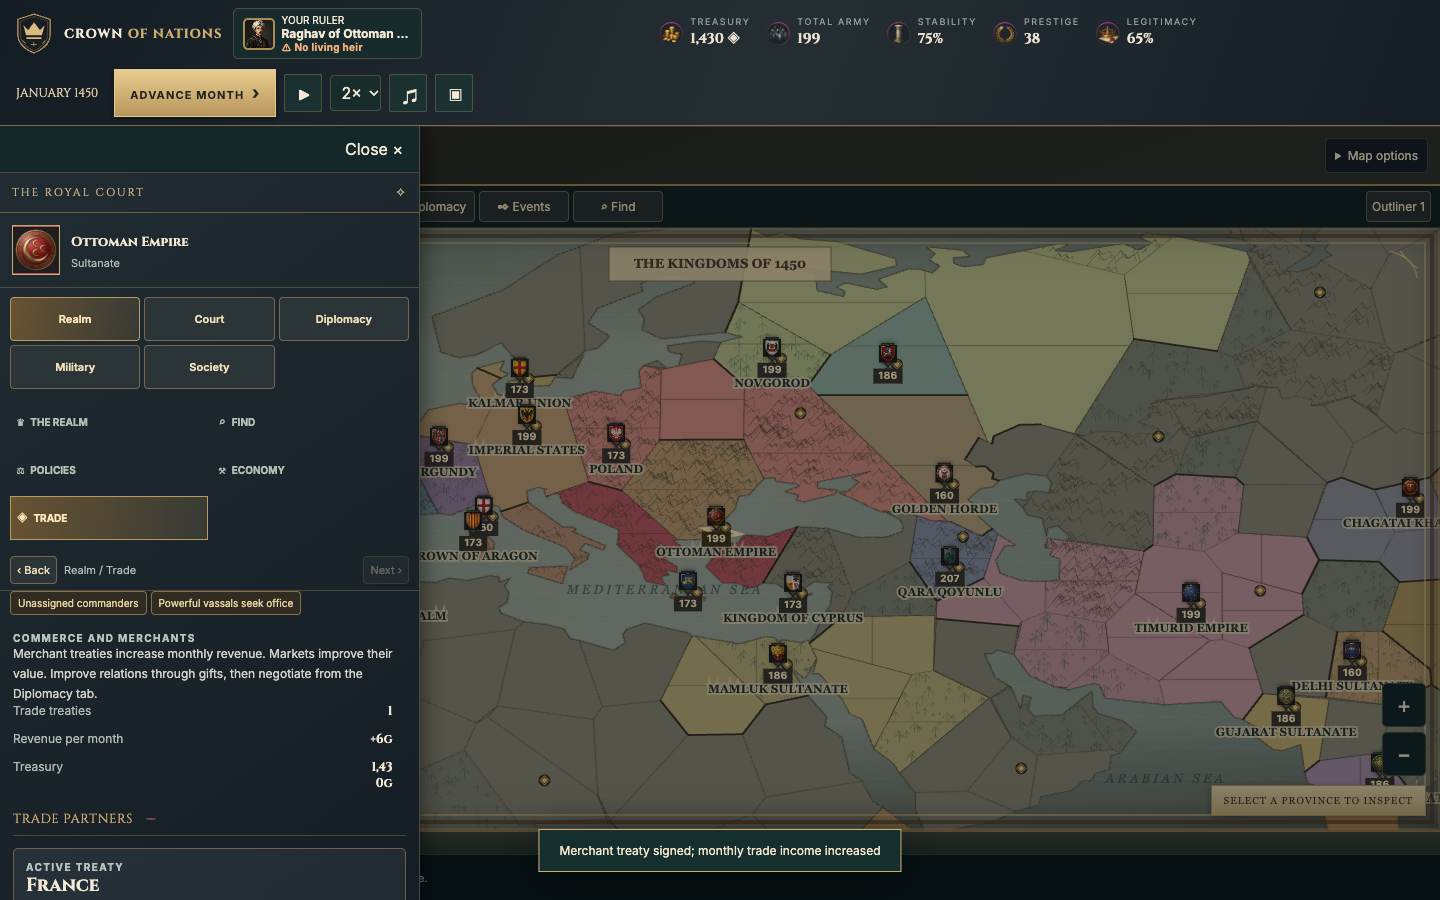 CROWN OF NATIONS
YOUR RULER
Raghav of Ottoman ...
⚠ No living heir
TREASURY
1,430 ◈
TOTAL ARMY
199
STABILITY
75%
PRESTIGE
38
LEGITIMACY
65%
JANUARY 1450
ADVANCE MONTH ›
2×
Close ×
Map options
THE ROYAL COURT
plomacy
Events
Find
Outliner 1
OTTOMAN EMPIRE
Sultanate
Realm
Court
Diplomacy
Military
Society
THE REALM
FIND
POLICIES
ECONOMY
TRADE
‹ Back
Realm / Trade
Next ›
Unassigned commanders
Powerful vassals seek office
COMMERCE AND MERCHANTS
Merchant treaties increase monthly revenue. Markets improve their
value. Improve relations through gifts, then negotiate from the
Diplomacy tab.
Trade treaties
1
Revenue per month
+6G
Treasury
1,43
0G
TRADE PARTNERS
ACTIVE TREATY
FRANCE
THE KINGDOMS OF 1450
199
NOVGOROD
186
173
KALMAR UNION
199
IMPERIAL STATES
173
POLAND
199
RGUNDY
160
GOLDEN HORDE
199
CHAGATAI KHA
60
173
ROWN OF ARAGON
199
OTTOMAN EMPIRE
207
QARA QOYUNLU
MEDITERRANEAN SEA
173
173
KINGDOM OF CYPRUS
ALM
199
TIMURID EMPIRE
186
MAMLUK SULTANATE
160
DELHI SULTAN
186
GUJARAT SULTANATE
186
ARABIAN SEA
+
−
SELECT A PROVINCE TO INSPECT
Merchant treaty signed; monthly trade income increased
e.